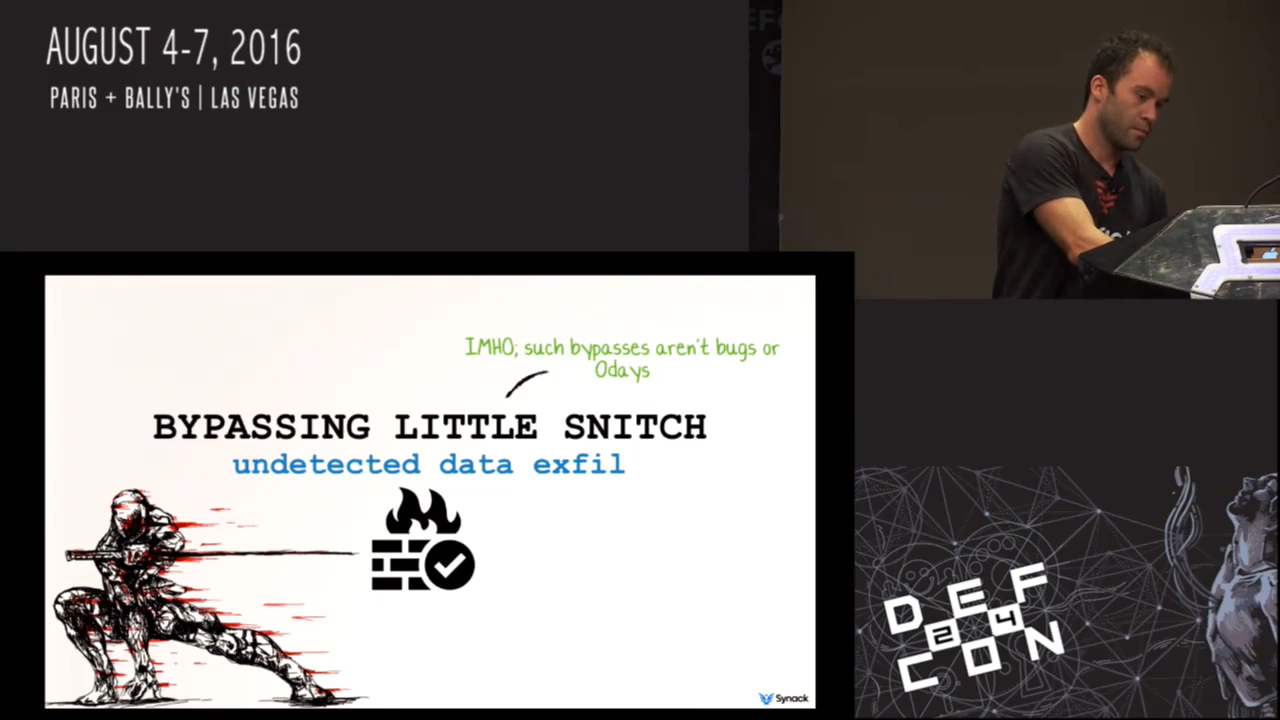 AUGUST 4-7, 2016
PARIS + BALLY'S | LAS VEGAS
IMHO; such bypasses aren't bugs or
0days
BYPASSING LITTLE SNITCH
undetected data exfil
Synack
DEF
24
CON